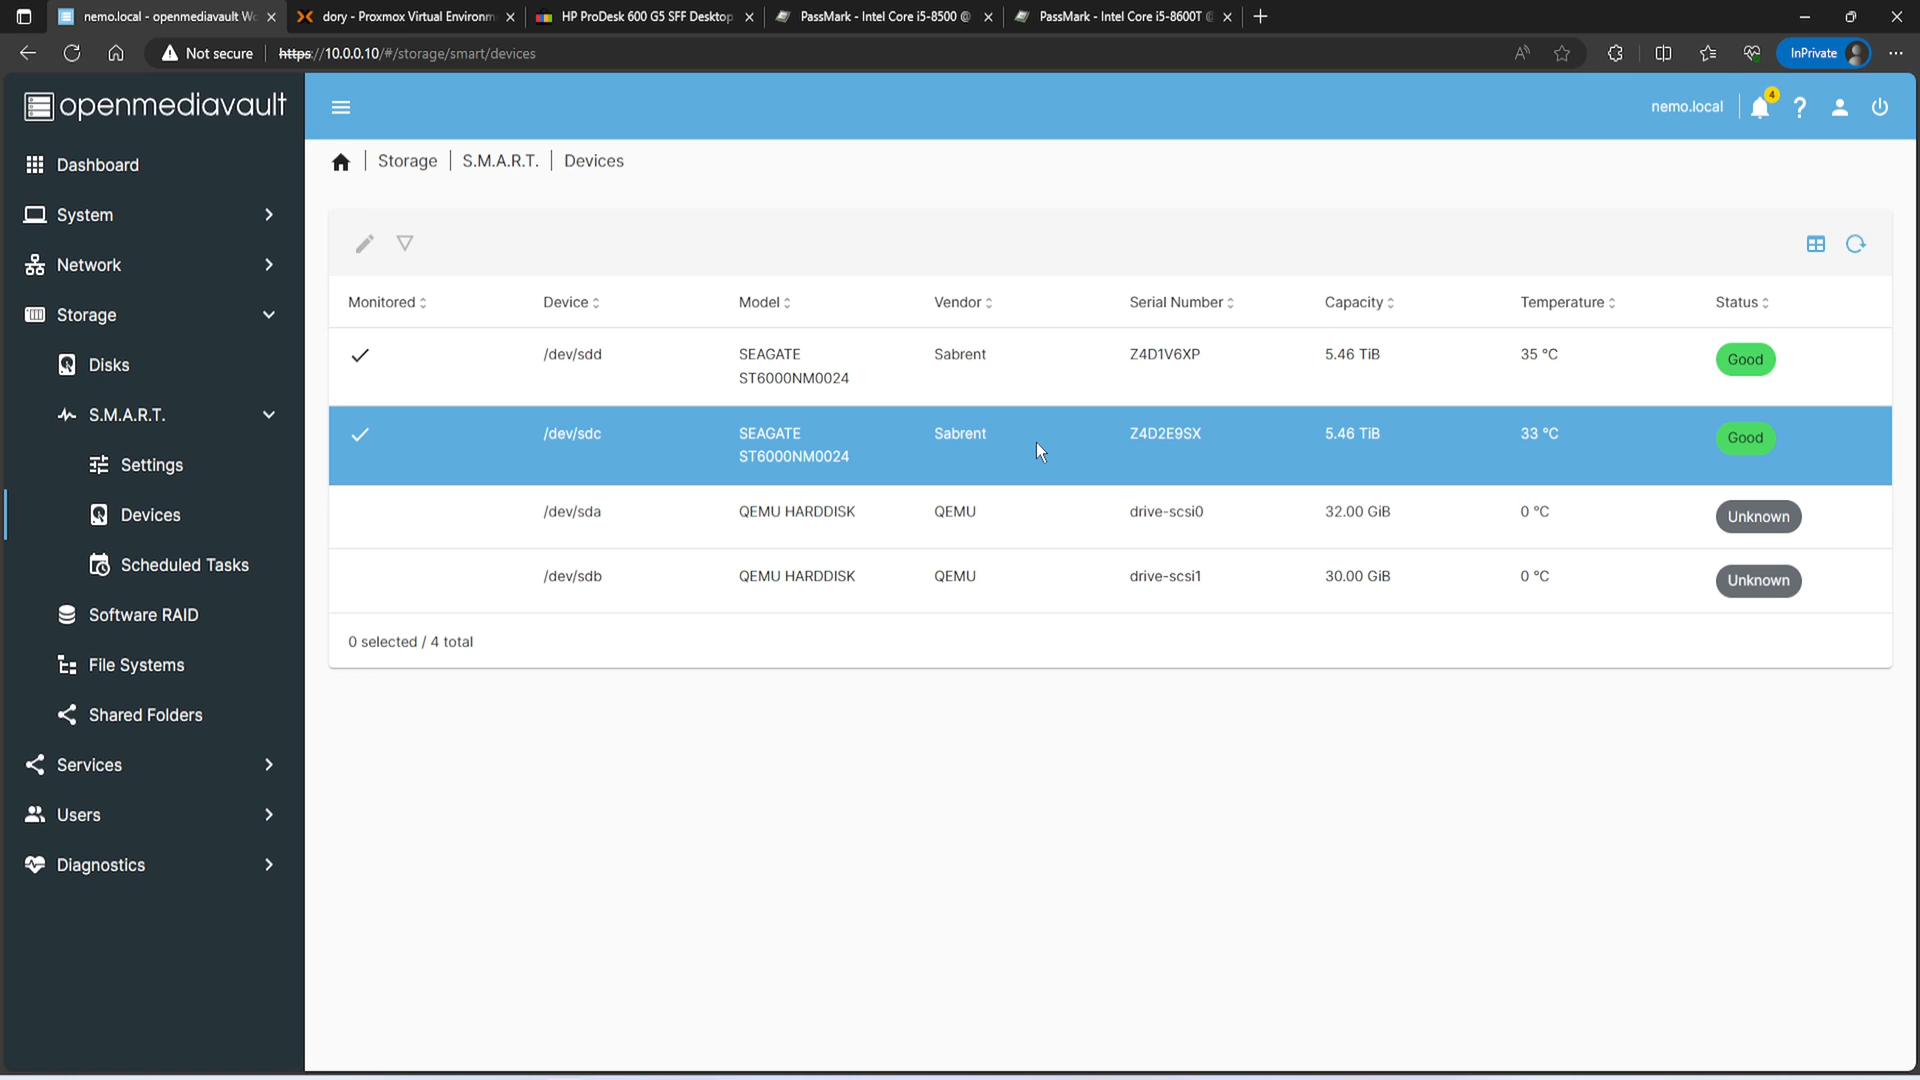 nemo.local - openmediavault Wo
dory - Proxmox Virtual Environm
HP ProDesk 600 G5 SFF Desktop
PassMark - Intel Core i5-8500 @
PassMark - Intel Core i5-8600T @
Not secure
https://10.0.0.10/#/storage/smart/devices
InPrivate
openmediavault
nemo.local
4
Dashboard
System
Network
Storage
Disks
S.M.A.R.T.
Settings
Devices
Scheduled Tasks
Software RAID
File Systems
Shared Folders
Services
Users
Diagnostics
Storage | S.M.A.R.T. | Devices
Monitored Device Model Vendor Serial Number Capacity Temperature Status
/dev/sdd SEAGATE Sabrent Z4D1V6XP 5.46 TiB 35 °C Good
ST6000NM0024
/dev/sdc SEAGATE Sabrent Z4D2E9SX 5.46 TiB 33 °C Good
ST6000NM0024
/dev/sda QEMU HARDDISK QEMU drive-scsi0 32.00 GiB 0 °C Unknown
/dev/sdb QEMU HARDDISK QEMU drive-scsi1 30.00 GiB 0 °C Unknown
0 selected / 4 total